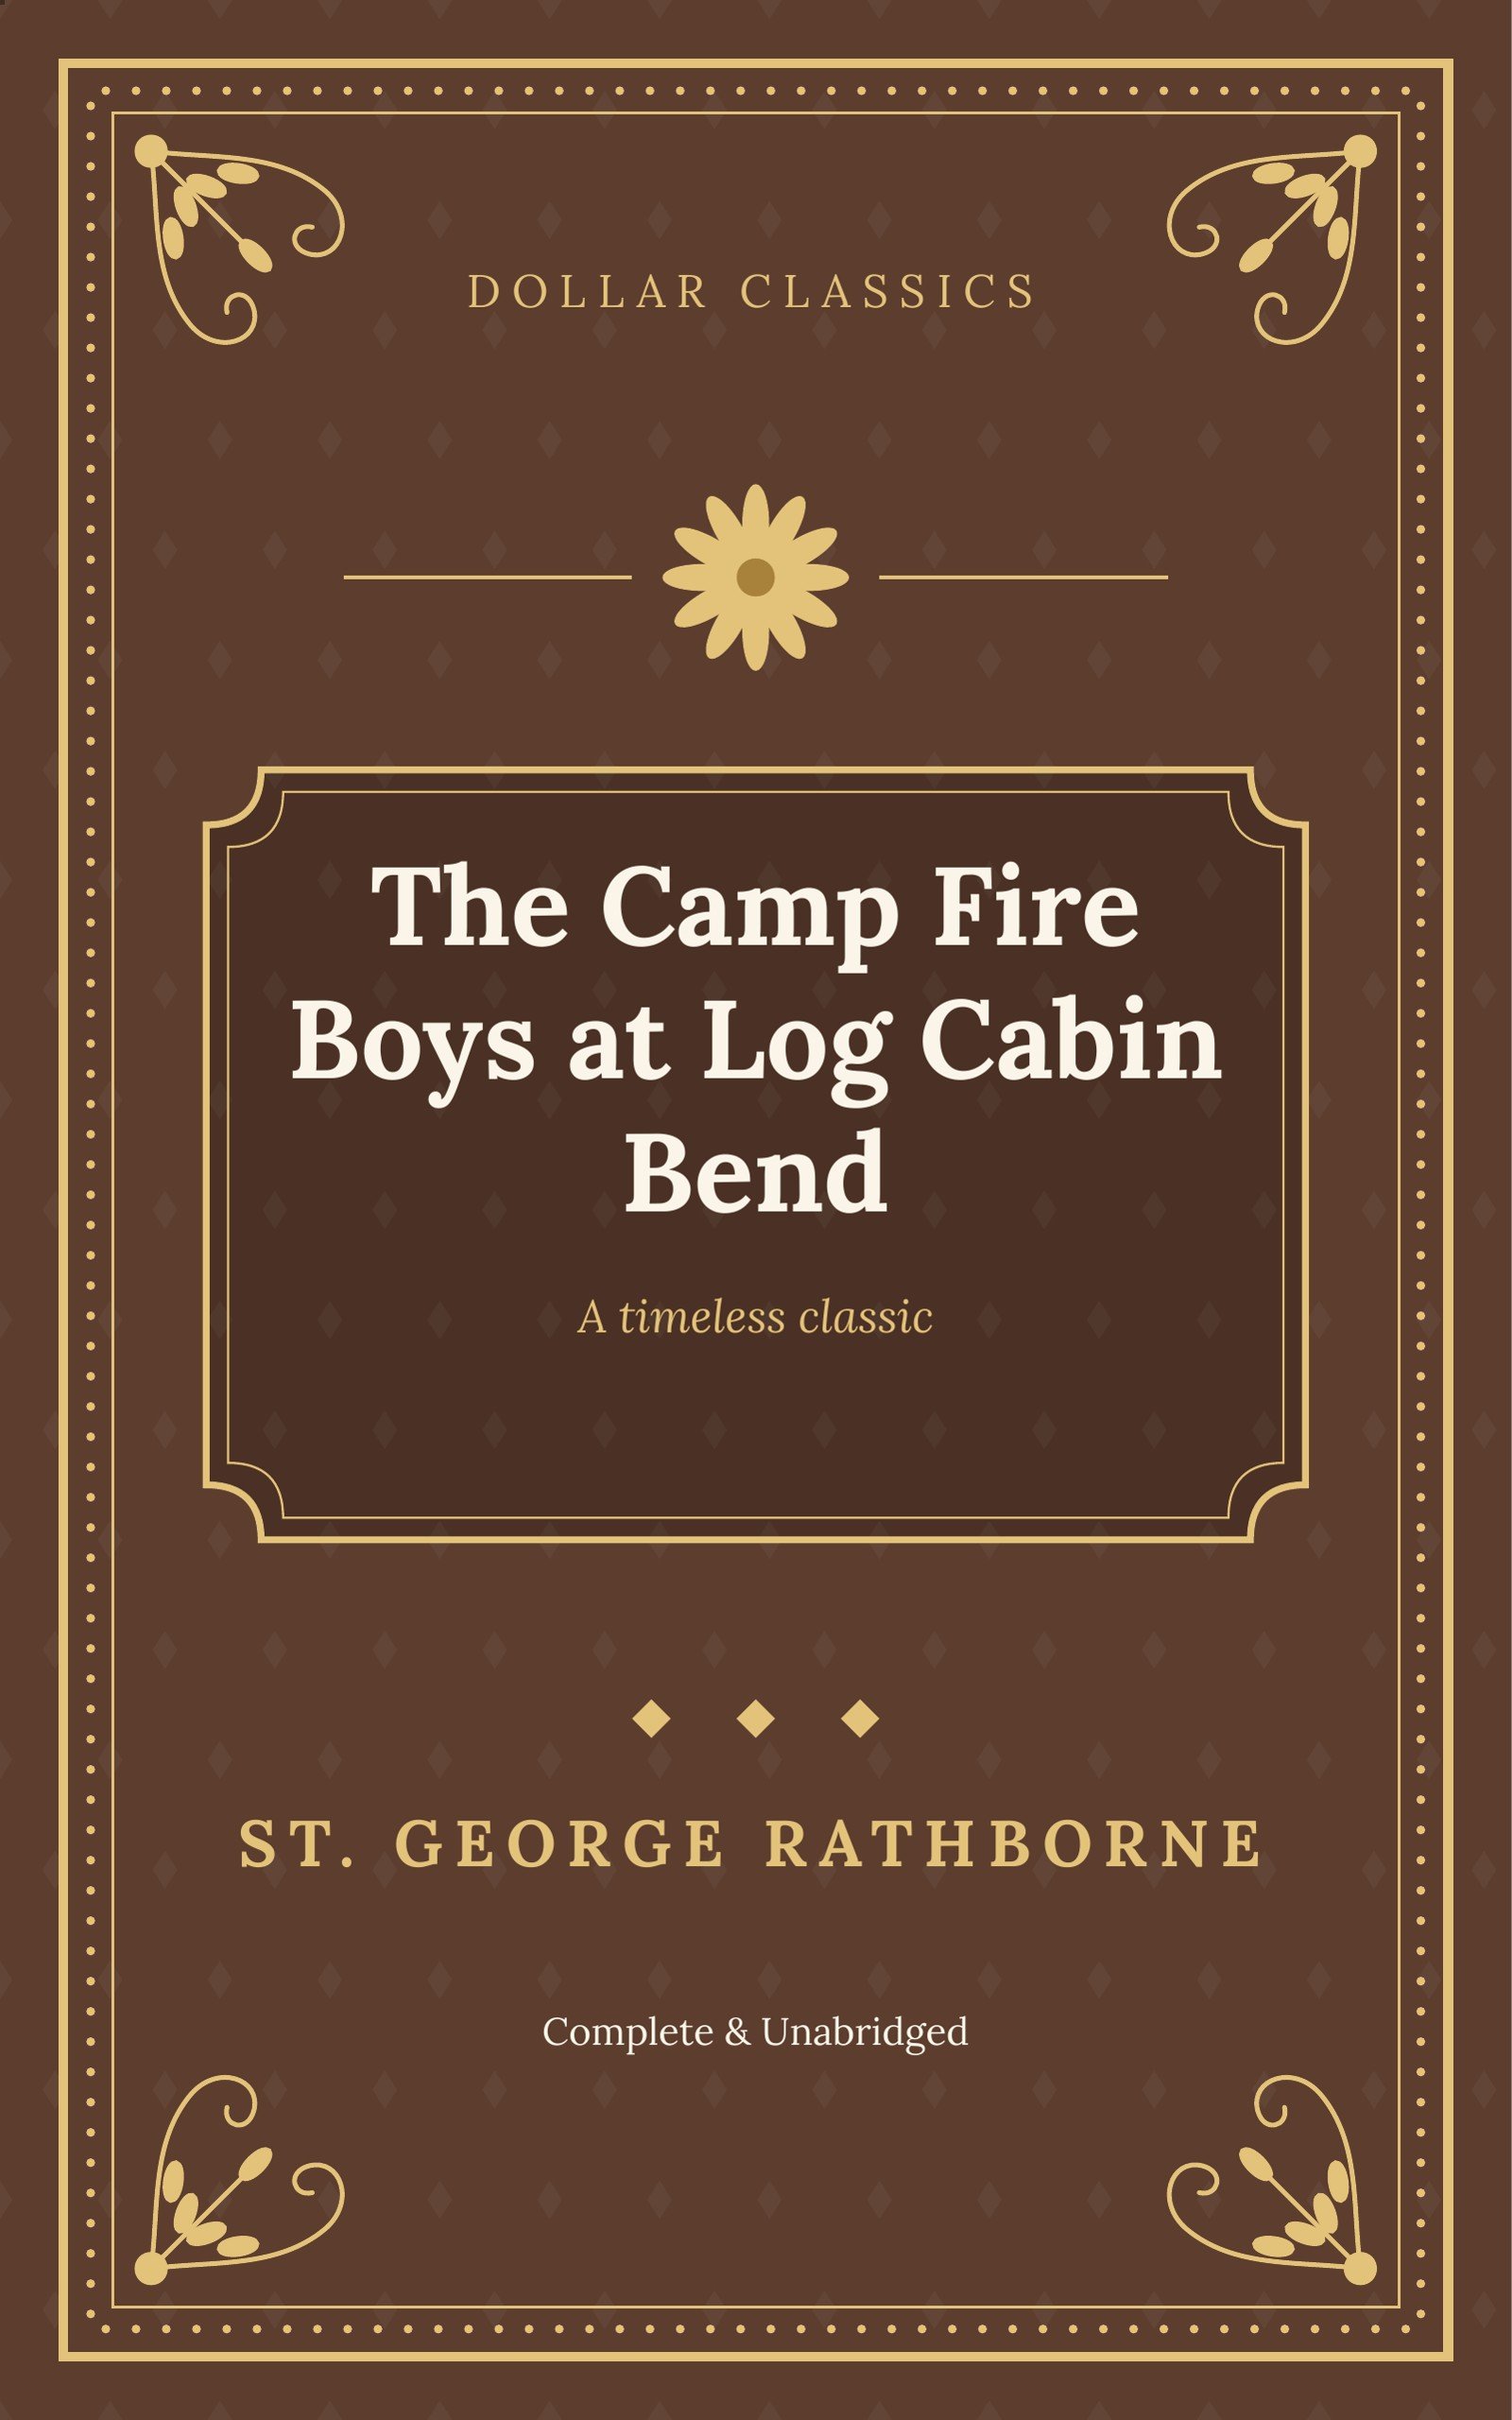 DOLLAR CLASSICS
The Camp Fire
Boys at Log Cabin
Bend
A timeless classic
ST. GEORGE RATHBORNE
Complete & Unabridged